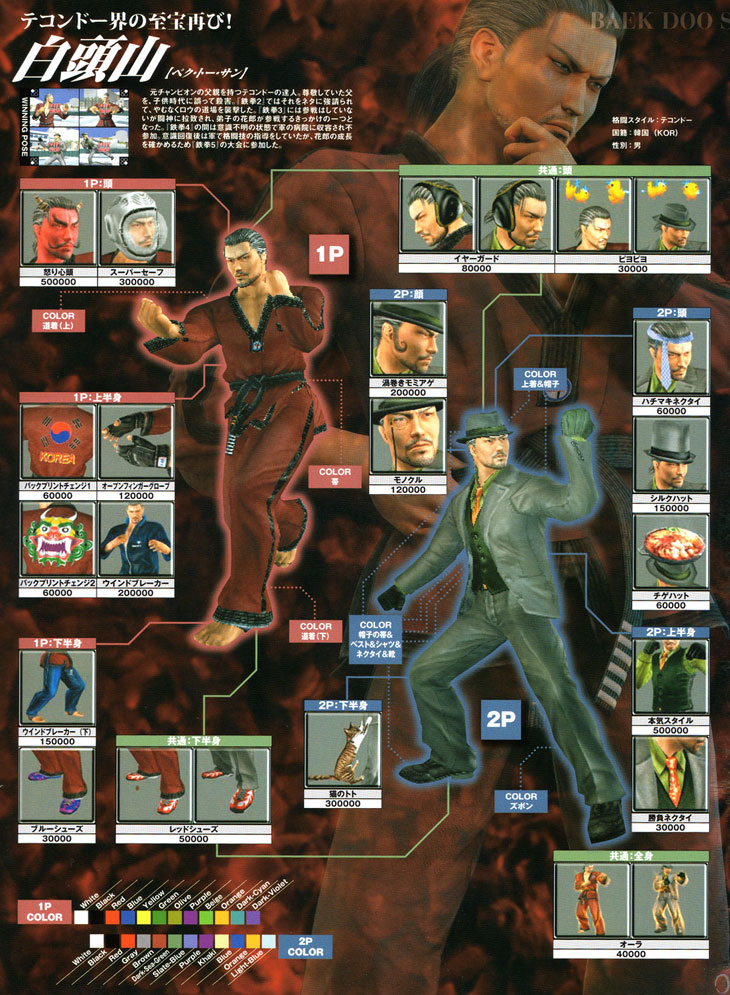 テコンドー界の至宝再び!
白頭山
【ベク・トー・サン】
BAEK DOO S
WINNING POSE
元チャンピオンの父親を持つテコンドーの達人。尊敬していた父
を、子供時代に誤って殺害。『鉄拳2』ではそれをネタに強請られ
て、やむなくロウの道場を襲撃した。『鉄拳3』には参戦はしていな
いが闘神に拉致され、弟子の花郎が参戦するきっかけの一つと
なった。『鉄拳4』の間は意識不明の状態で軍の病院に収容され不
参加。意識回復後は軍で格闘技の指導をしていたが、花郎の成長
を確かめるため『鉄拳5』の大会に参加した。
格闘スタイル:テコンドー
国籍:韓国(KOR)
性別:男
1P:頭
怒り心頭
500000
スーパーセーフ
300000
共通:頭
イヤーガード
80000
ピヨピヨ
30000
1P
COLOR
道着(上)
2P:顔
渦巻きモミアゲ
200000
モノクル
120000
COLOR
上着&帽子
2P:頭
ハチマキネクタイ
60000
シルクハット
150000
チゲハット
60000
1P:上半身
KOREA
バックプリントチェンジ1
60000
オープンフィンガーグローブ
120000
バックプリントチェンジ2
60000
ウインドブレーカー
200000
COLOR
帯
COLOR
道着(下)
COLOR
帽子の帯&
ベスト&シャツ&
ネクタイ&靴
2P:上半身
本気スタイル
500000
勝負ネクタイ
30000
1P:下半身
ウインドブレーカー(下)
150000
ブルーシューズ
30000
共通:下半身
レッドシューズ
50000
2P:下半身
猫のトト
300000
2P
COLOR
ズボン
共通:全身
オーラ
40000
1P
COLOR
White
Black
Red
Blue
Yellow
Green
Olive
Purple
Beige
Orange
Dark-Cyan
Dark-Violet
2P
COLOR
White
Black
Red
Gray
Brown
Dark-Sea-Green
Slate-Blue
Purple
Khaki
Blue
Orange
Light-Blue